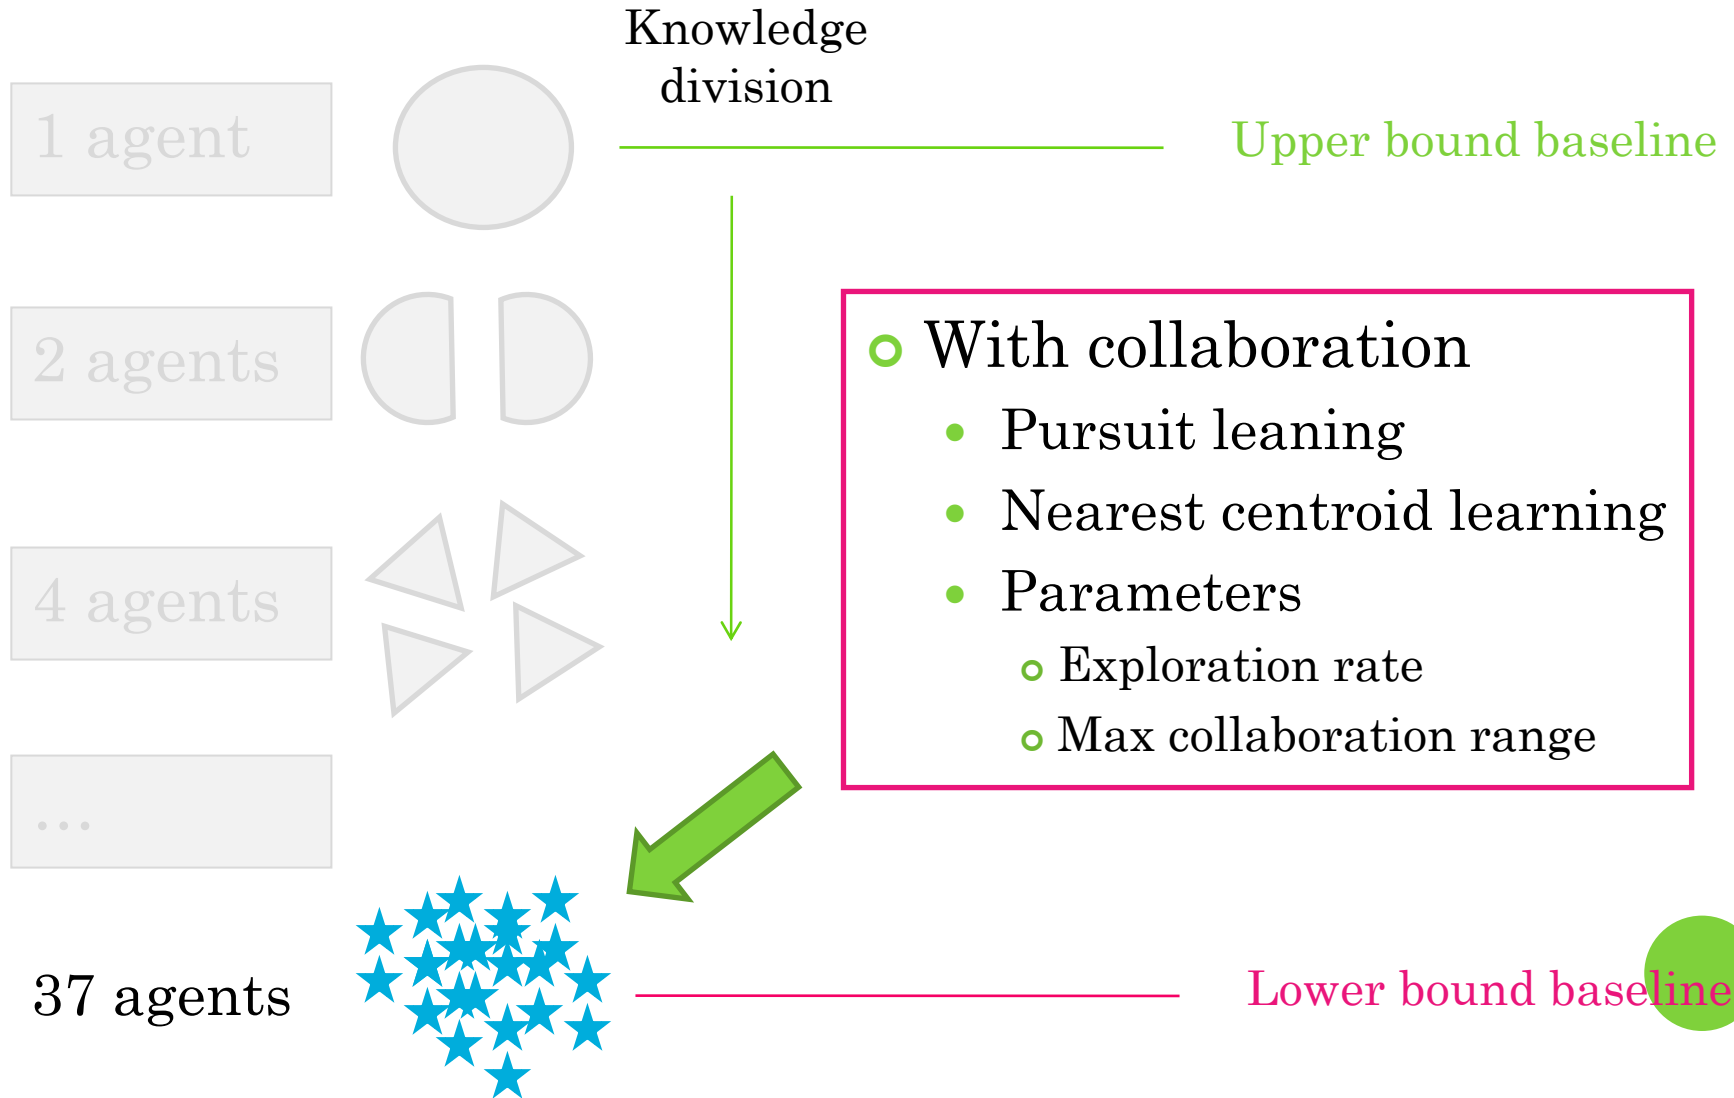 Knowledge
division
1 agent
Upper bound baseline
2 agents
With collaboration
Pursuit leaning
Nearest centroid learning
4 agents
Parameters
Exploration rate
Max collaboration range
...
37 agents
Lower bound baseline